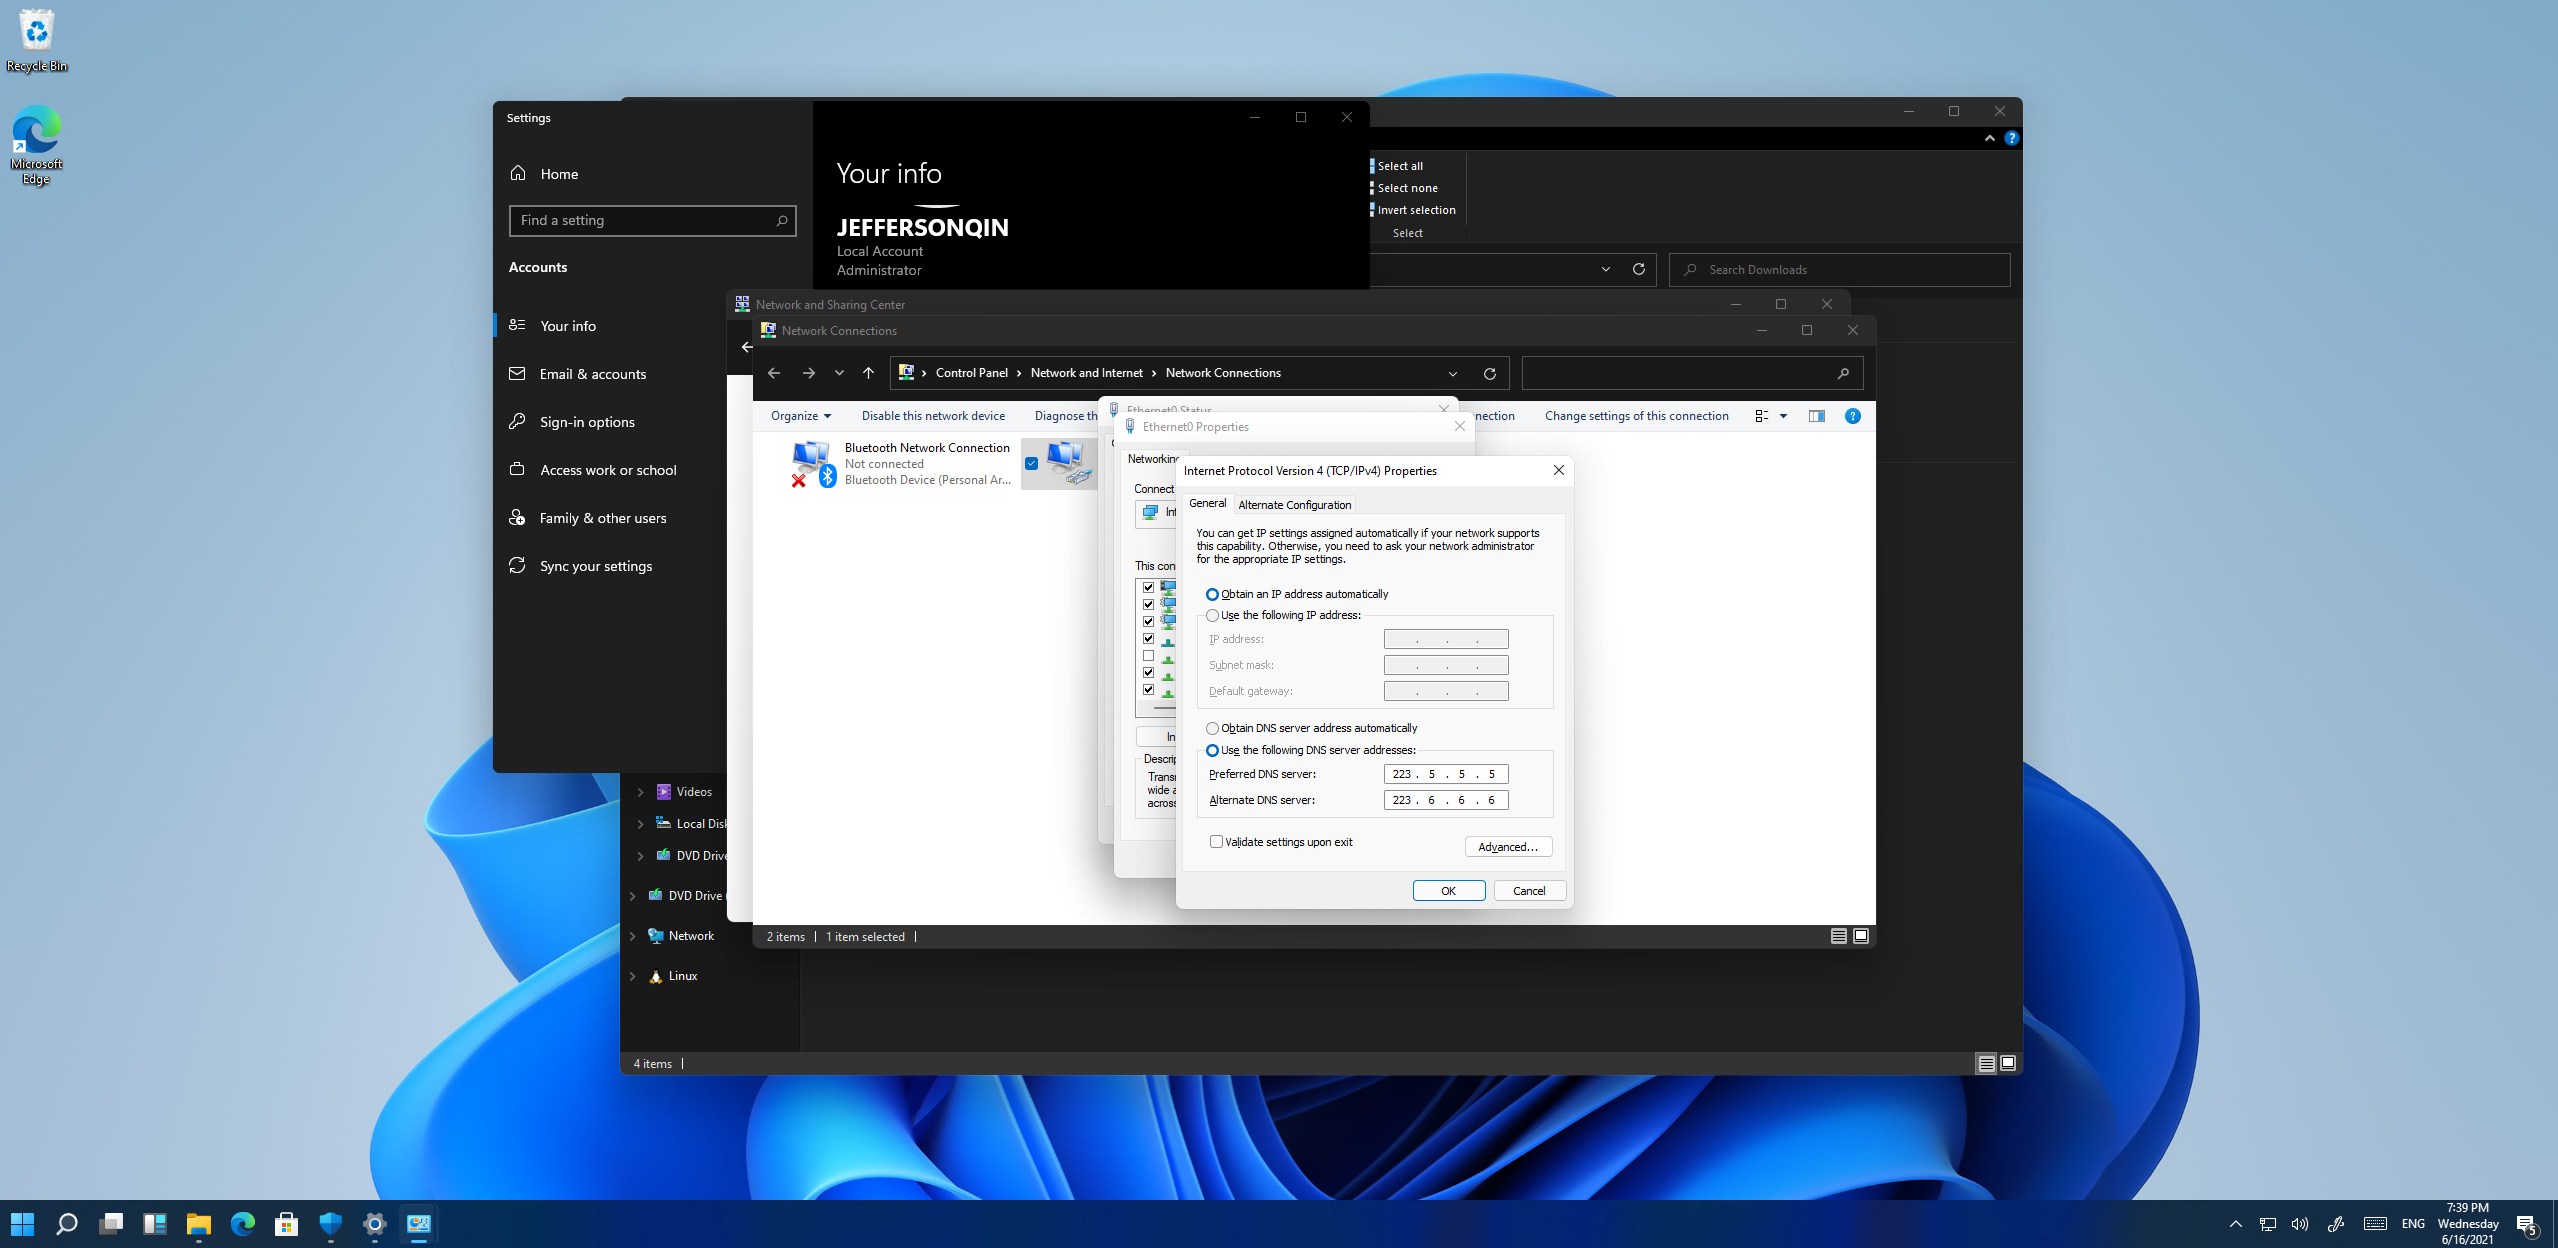 Recycle Bin
Microsoft
Edge
Settings
Home
Find a setting
Accounts
Your info
Email & accounts
Sign-in options
Access work or school
Family & other users
Sync your settings
Your info
JEFFERSONQIN
Local Account
Administrator
Select all
Select none
Invert selection
Select
Search Downloads
Network and Sharing Center
Network Connections
Control Panel > Network and Internet > Network Connections
Organize
Disable this network device
Diagnose th
nection
Change settings of this connection
Bluetooth Network Connection
Not connected
Bluetooth Device (Personal Ar...
Ethernet0 Status
Ethernet0 Properties
Networking
Connect
Int
This con
In
Descrip
Transm
wide a
across
Internet Protocol Version 4 (TCP/IPv4) Properties
General
Alternate Configuration
You can get IP settings assigned automatically if your network supports
this capability. Otherwise, you need to ask your network administrator
for the appropriate IP settings.
Obtain an IP address automatically
Use the following IP address:
IP address:
. . .
Subnet mask:
. . .
Default gateway:
. . .
Obtain DNS server address automatically
Use the following DNS server addresses:
Preferred DNS server:
223 . 5 . 5 . 5
Alternate DNS server:
223 . 6 . 6 . 6
Validate settings upon exit
Advanced...
OK
Cancel
Videos
Local Disk
DVD Drive
DVD Drive (
Network
Linux
2 items
1 item selected
4 items
ENG
7:39 PM
Wednesday
6/16/2021
5